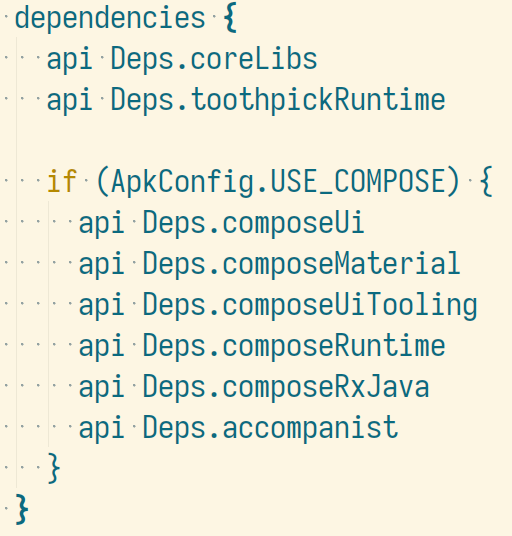 dependencies {
api Deps.coreLibs
api Deps.toothpickRuntime
if (ApkConfig.USE_COMPOSE) {
api Deps.composeUi
api Deps.composeMaterial
api Deps.composeUiTooling
api Deps.composeRuntime
api Deps.composeRxJava
api Deps.accompanist
}
}